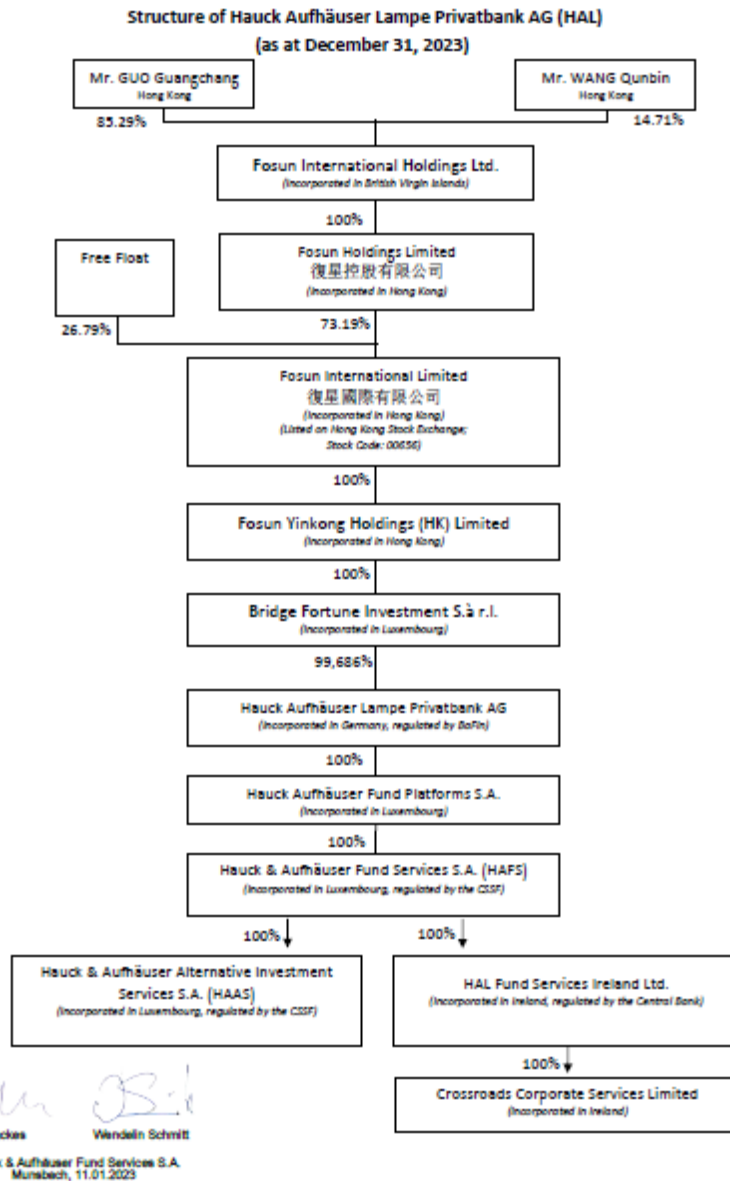 Structure of Hauck Aufhäuser Lampe Privatbank AG (HAL)
(as at December 31, 2023)
Mr. GUO Guangchang
Hong Kong
Mr. WANG Qunbin
Hong Kong
85.29%
14.71%
Fosun International Holdings Ltd.
(Incorporated in British Virgin Islands)
100%
Free Float
Fosun Holdings Limited
復星控股有限公司
(Incorporated in Hong Kong)
26.79%
73.19%
Fosun International Limited
復星國際有限公司
(Incorporated in Hong Kong)
(Listed on Hong Kong Stock Exchange;
Stock Code: 00656)
100%
Fosun Yinkong Holdings (HK) Limited
(Incorporated in Hong Kong)
100%
Bridge Fortune Investment S.à r.l.
(Incorporated in Luxembourg)
99,686%
Hauck Aufhäuser Lampe Privatbank AG
(Incorporated in Germany, regulated by BaFin)
100%
Hauck Aufhäuser Fund Platforms S.A.
(Incorporated in Luxembourg)
100%
Hauck & Aufhäuser Fund Services S.A. (HAFS)
(Incorporated in Luxembourg, regulated by the CSSF)
100%
100%
Hauck & Aufhäuser Alternative Investment
Services S.A. (HAAS)
(Incorporated in Luxembourg, regulated by the CSSF)
HAL Fund Services Ireland Ltd.
(Incorporated in Ireland, regulated by the Central Bank)
100%
Crossroads Corporate Services Limited
(Incorporated in Ireland)
ckes
Wendelin Schmitt
& Aufhäuser Fund Services S.A.
Munsbach, 11.01.2023